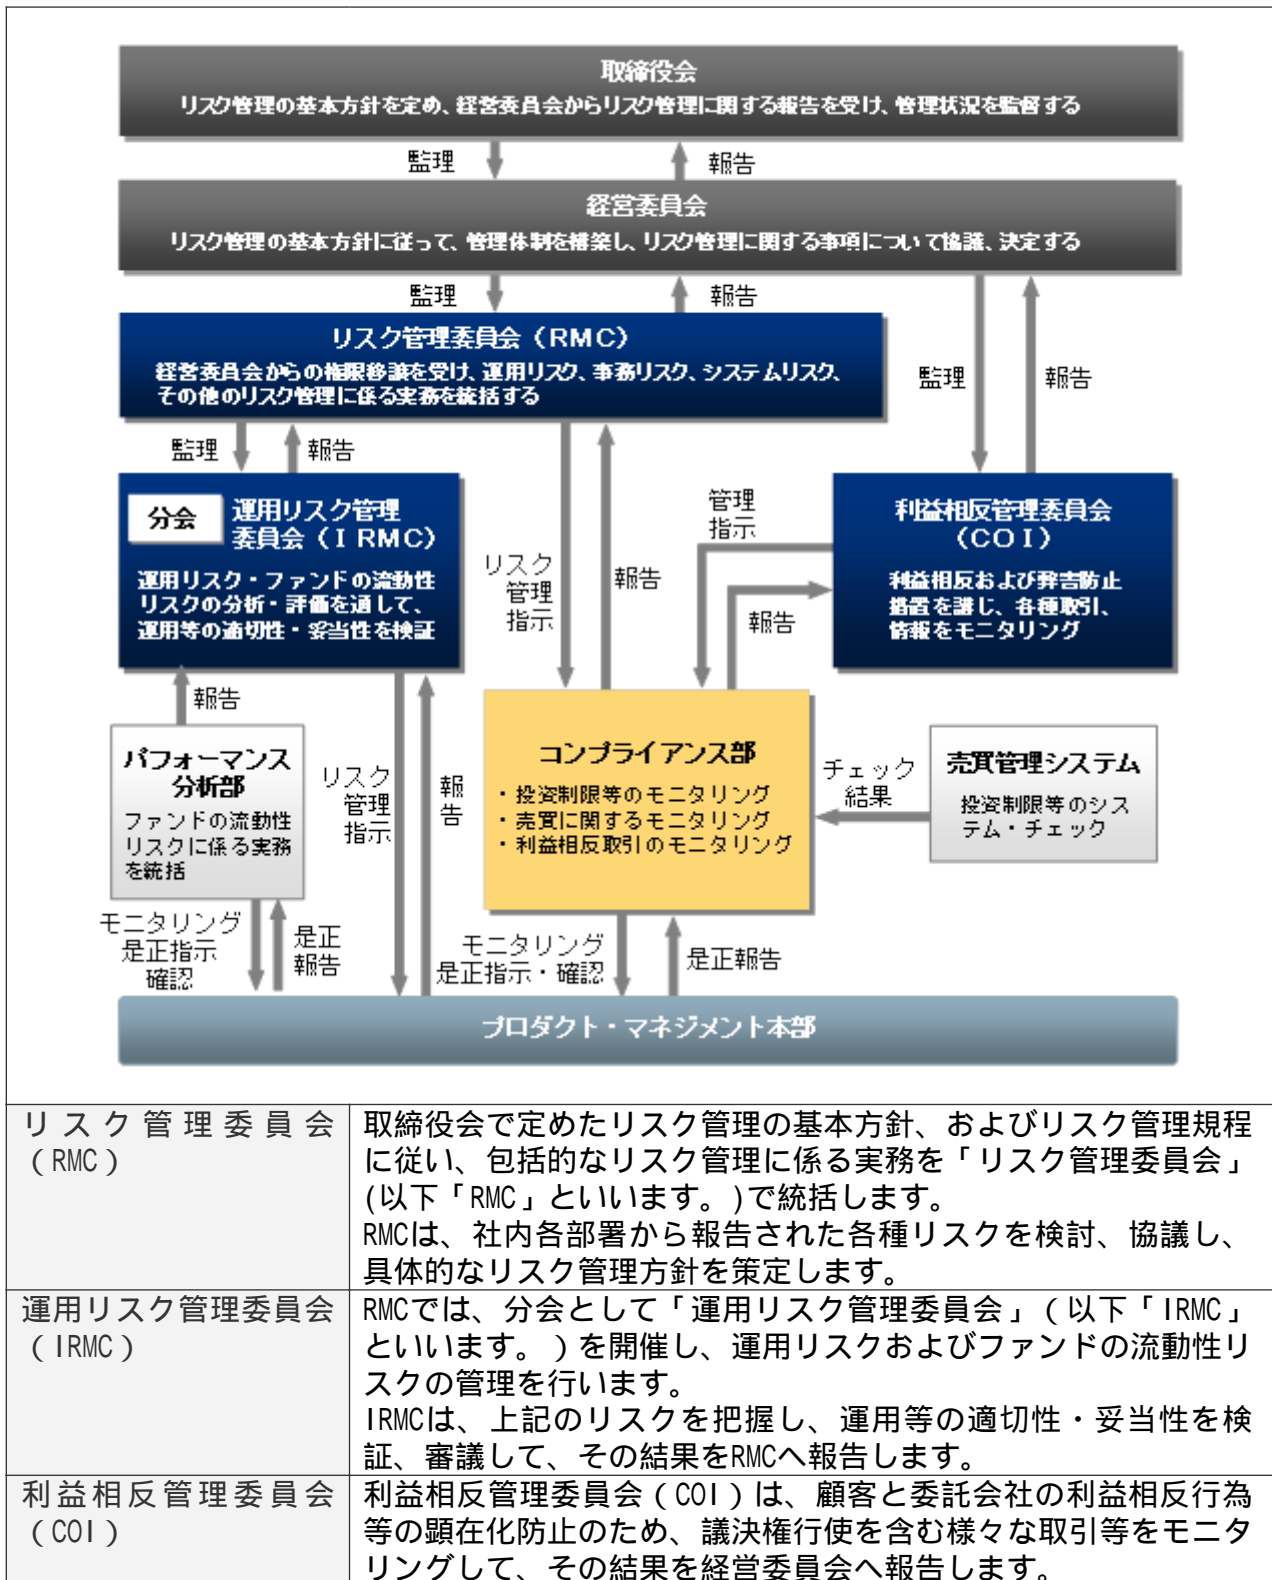 取締役会
リスク管理の基本方針を定め、経営委員会からリスク管理に関する報告を受け、管理状況を監督する
監理
報告
経営委員会
リスク管理の基本方針に従って、管理体制を構築し、リスク管理に関する事項について協議、決定する
監理
報告
監理
報告
リスク管理委員会（RMC）
経営委員会からの権限移譲を受け、運用リスク、事務リスク、システムリスク、
その他のリスク管理に係る実務を統括する
監理
報告
分会
運用リスク管理
委員会（IRMC）
運用リスク・ファンドの流動性
リスクの分析・評価を通して、
運用等の適切性・妥当性を検証
リスク
管理
指示
報告
管理
指示
報告
利益相反管理委員会
（COI）
利益相反および弊害防止
措置を講じ、各種取引、
情報をモニタリング
報告
パフォーマンス
分析部
ファンドの流動性
リスクに係る実務
を統括
リスク
管理
指示
報
告
コンプライアンス部
・投資制限等のモニタリング
・売買に関するモニタリング
・利益相反取引のモニタリング
チェック
結果
売買管理システム
投資制限等のシス
テム・チェック
モニタリング
是正指示
確認
是正
報告
モニタリング
是正指示・確認
是正報告
プロダクト・マネジメント本部
リスク管理委員会
（RMC）
取締役会で定めたリスク管理の基本方針、およびリスク管理規程
に従い、包括的なリスク管理に係る実務を「リスク管理委員会」
(以下「RMC」といいます。)で統括します。
RMCは、社内各部署から報告された各種リスクを検討、協議し、
具体的なリスク管理方針を策定します。
運用リスク管理委員会
（IRMC）
RMCでは、分会として「運用リスク管理委員会」（以下「IRMC」
といいます。）を開催し、運用リスクおよびファンドの流動性リ
スクの管理を行います。
IRMCは、上記のリスクを把握し、運用等の適切性・妥当性を検
証、審議して、その結果をRMCへ報告します。
利益相反管理委員会
（COI）
利益相反管理委員会（COI）は、顧客と委託会社の利益相反行為
等の顕在化防止のため、議決権行使を含む様々な取引等をモニタ
リングして、その結果を経営委員会へ報告します。